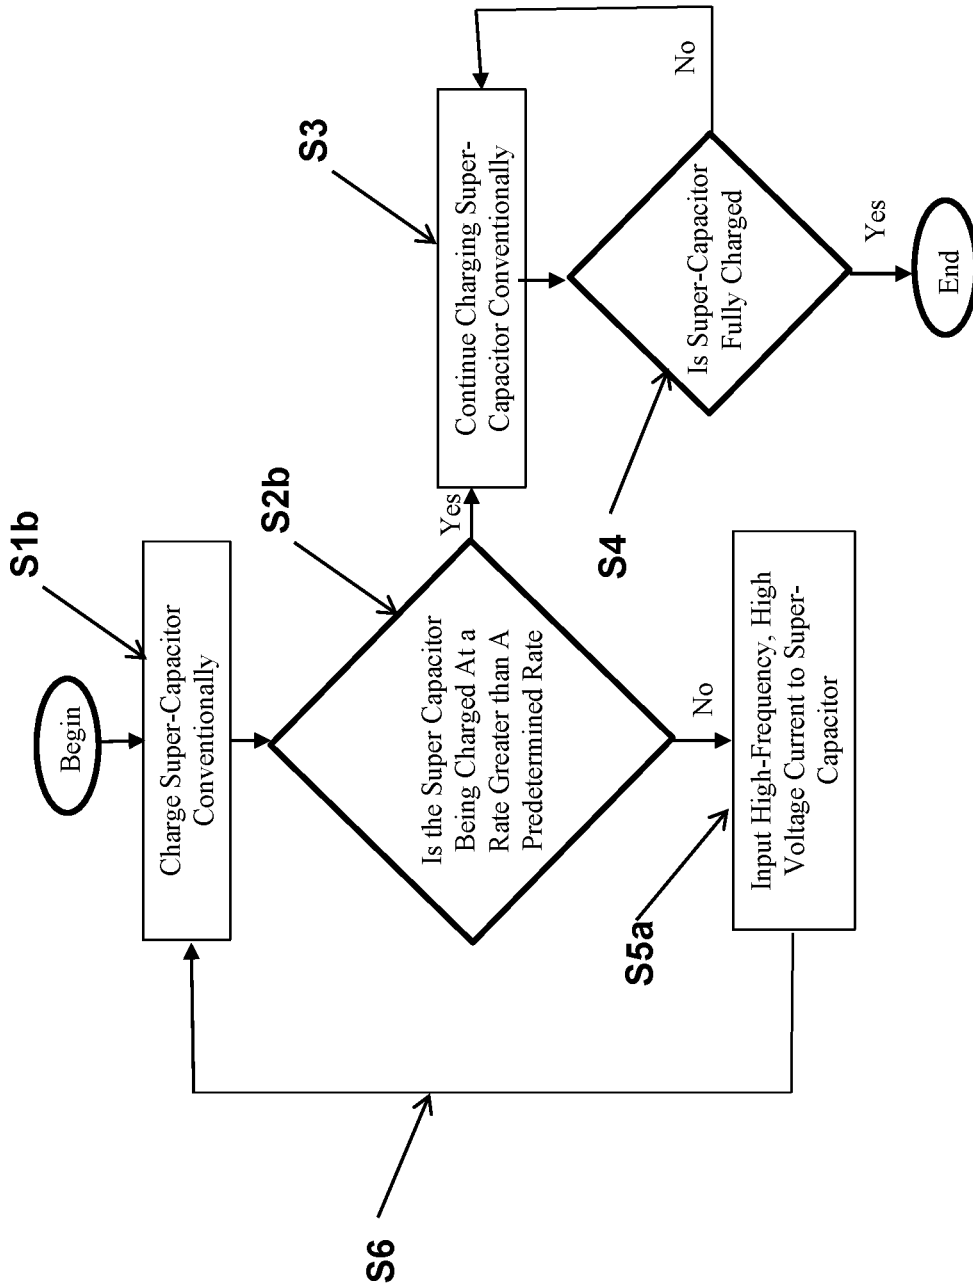 Begin
S1b
Charge Super-Capacitor
Conventionally
S2b
Is the Super Capacitor
Being Charged At a
Rate Greater than A
Predetermined Rate
Yes
S3
Continue Charging Super-
Capacitor Conventionally
S4
Is Super-Capacitor
Fully Charged
No
Yes
End
No
S5a
Input High-Frequency, High
Voltage Current to Super-
Capacitor
S6